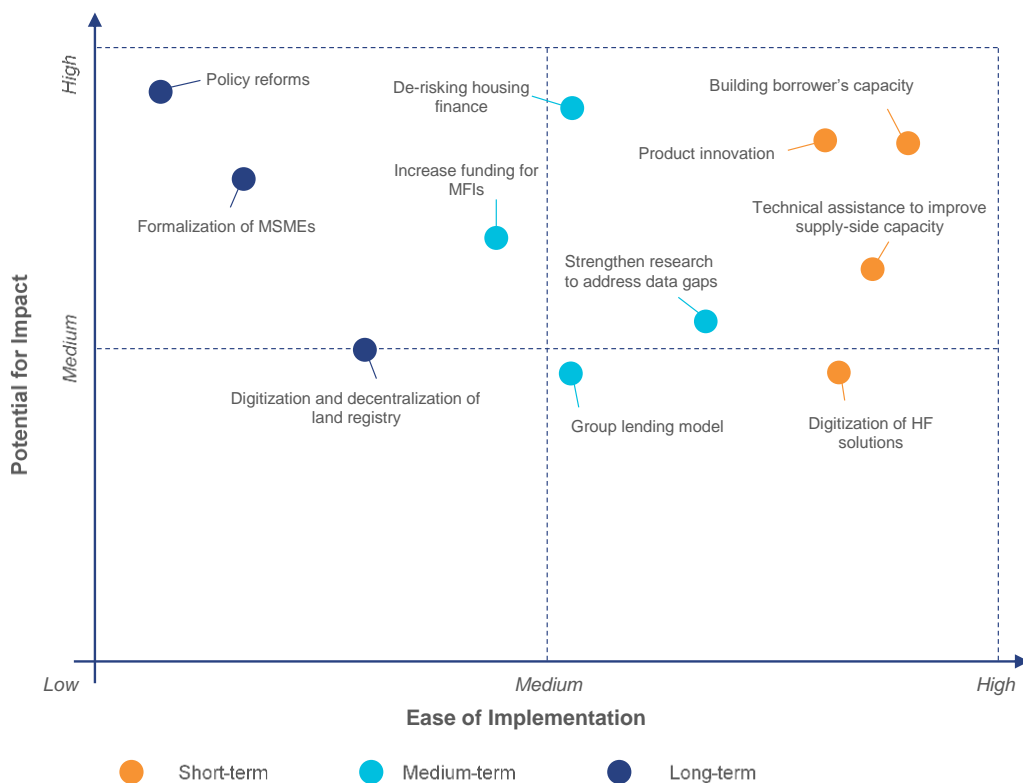 High
Policy reforms
De-risking housing
finance
Building borrower's capacity
Product innovation
Increase funding for
MFIs
Formalization of MSMEs
Technical assistance to improve
supply-side capacity
Strengthen research
to address data gaps
Potential for Impact
Medium
Digitization and decentralization of
land registry
Group lending model
Digitization of HF
solutions
Low
Medium
High
Ease of Implementation
Short-term
Medium-term
Long-term